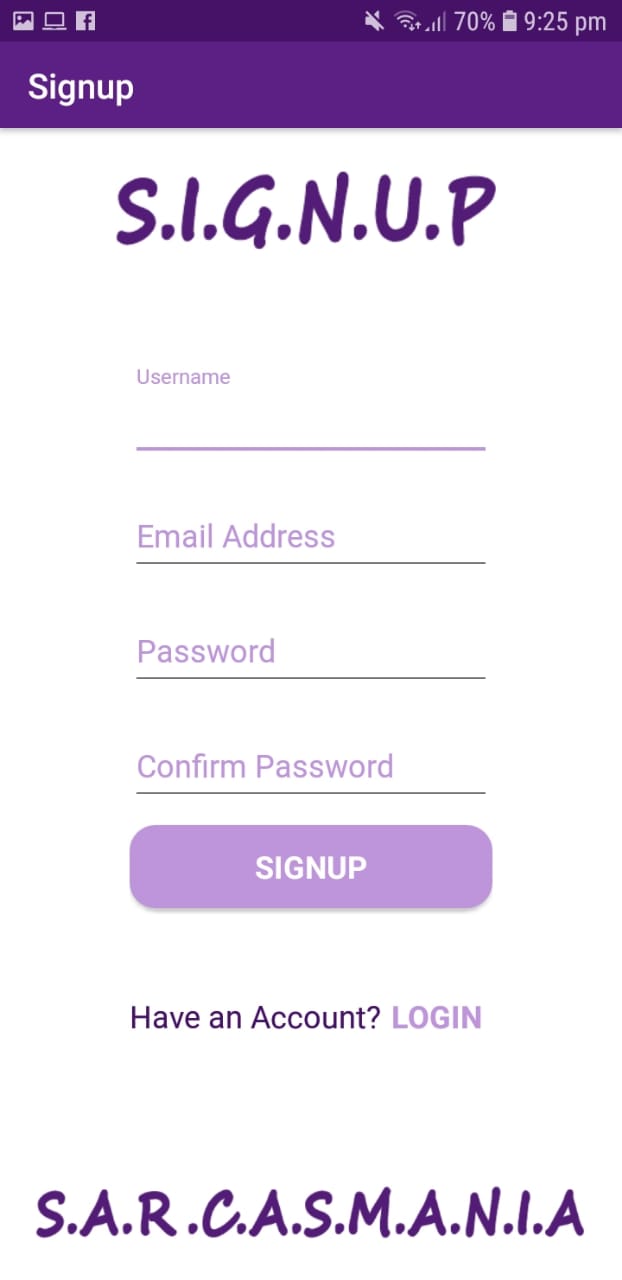 70% 9:25 pm
Signup
S.I.G.N.U.P
Username
Email Address
Password
Confirm Password
SIGNUP
Have an Account? LOGIN
S.A.R.C.A.S.M.A.N.I.A